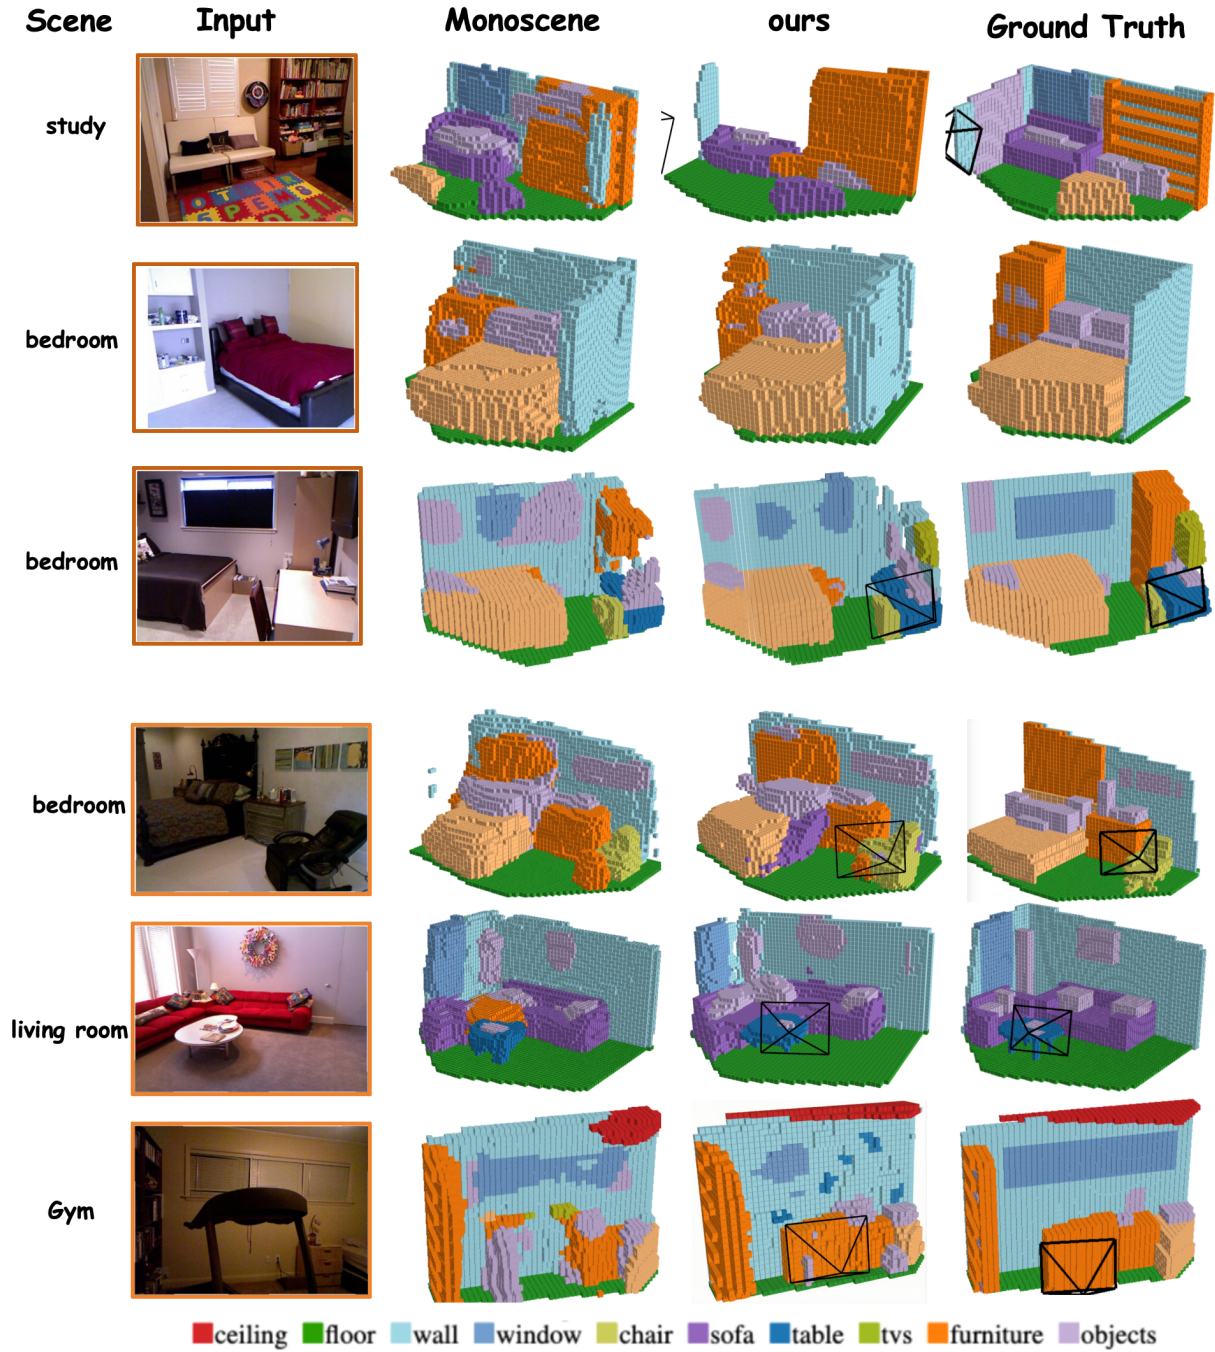 Scene Input Monoscene ours Ground Truth
study
bedroom
bedroom
bedroom
living room
Gym
ceiling floor wall window chair sofa table tvs furniture objects